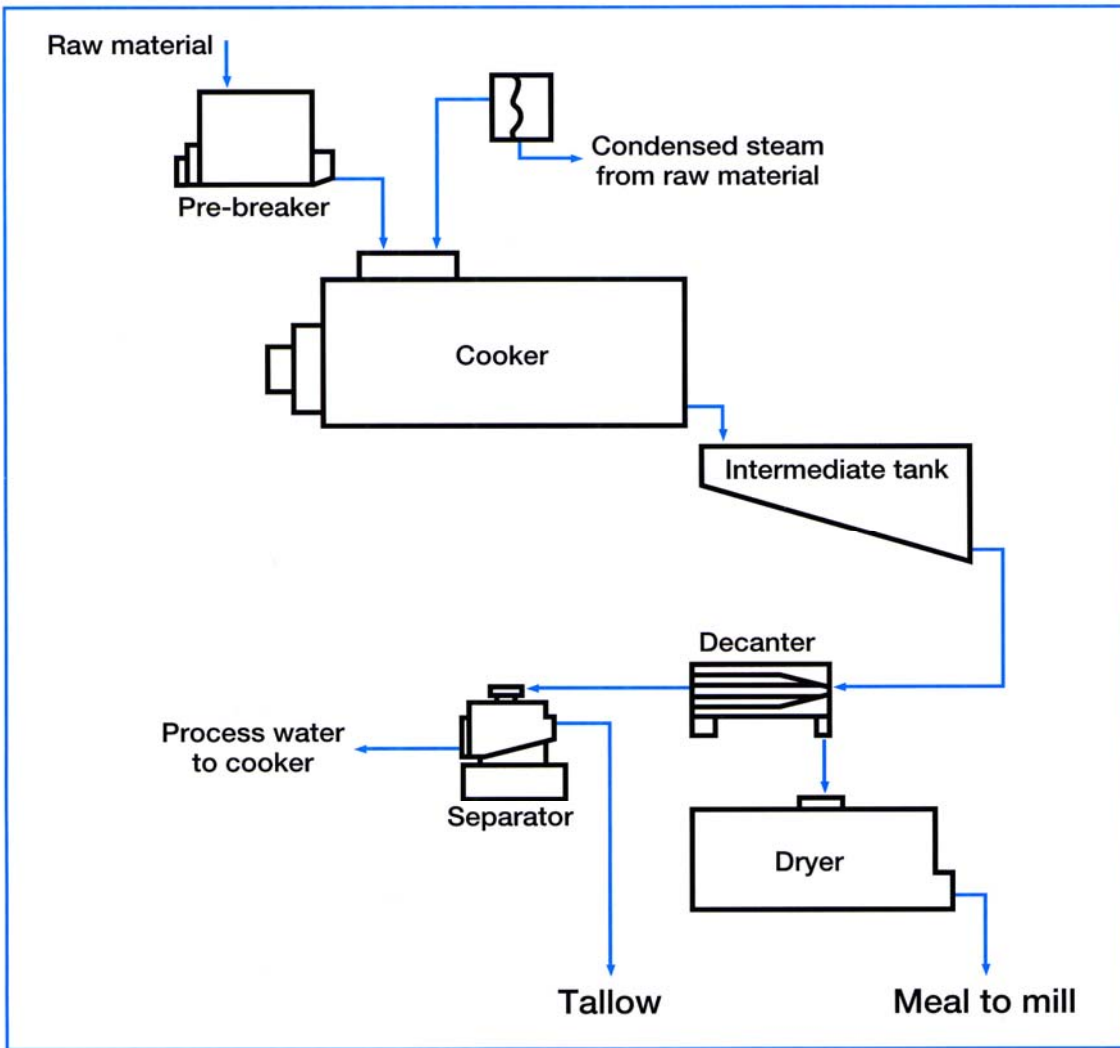 Raw material
Pre-breaker
Condensed steam
from raw material
Cooker
Intermediate tank
Decanter
Process water
to cooker
Separator
Dryer
Tallow
Meal to mill